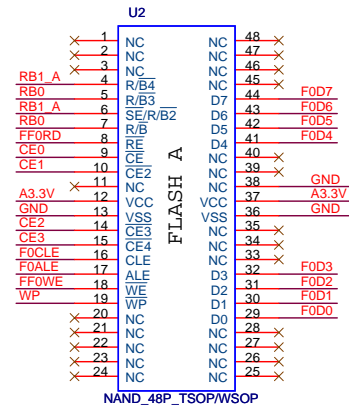 U2
1 NC NC 48
2 NC NC 47
3 NC NC 46
RB1_A 4 R/B4 NC 45
RB0 5 R/B3 D7 44 F0D7
RB1_A 6 SE/R/B2 D6 43 F0D6
RB0 7 R/B D5 42 F0D5
FF0RD 8 RE D4 41 F0D4
CE0 9 CE NC 40
CE1 10 CE2 NC 39
11 NC NC 38 GND
A3.3V 12 VCC VCC 37 A3.3V
GND 13 VSS VSS 36 GND
CE2 14 CE3 NC 35
CE3 15 CE4 NC 34
F0CLE 16 CLE NC 33
F0ALE 17 ALE D3 32 F0D3
FF0WE 18 WE D2 31 F0D2
WP 19 WP D1 30 F0D1
20 NC D0 29 F0D0
21 NC NC 28
22 NC NC 27
23 NC NC 26
24 NC NC 25
FLASH A
NAND_48P_TSOP/WSOP